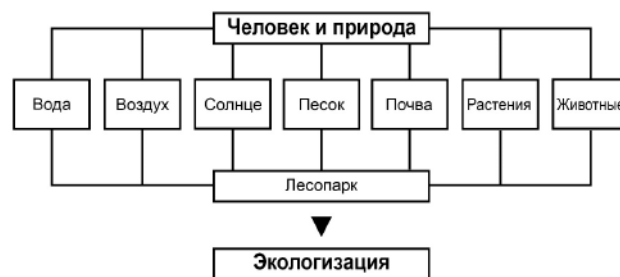 Человек и природа
Вода
Воздух
Солнце
Песок
Почва
Растения
Животные
Лесопарк
Экологизация